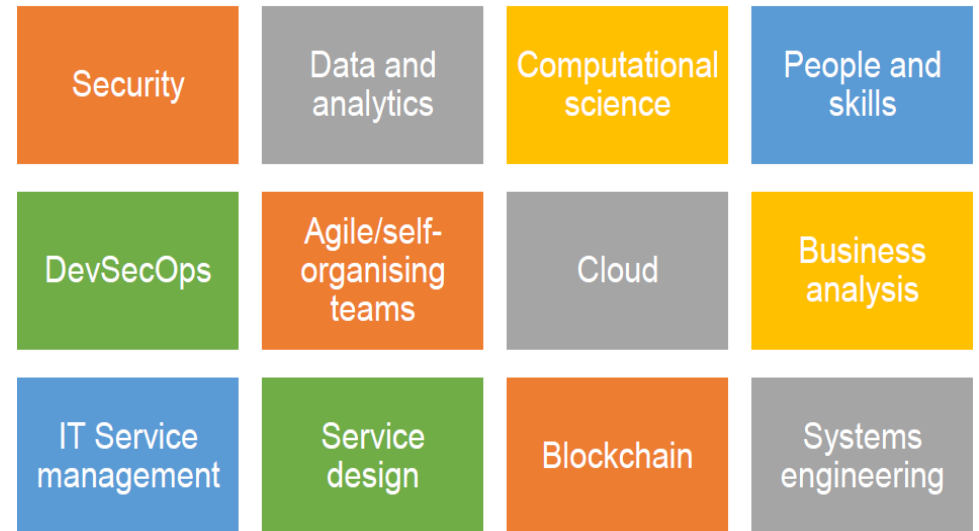 Security
Data and
analytics
Computational
science
People and
skills
DevSecOps
Agile/self-
organising
teams
Cloud
Business
analysis
IT Service
management
Service
design
Blockchain
Systems
engineering